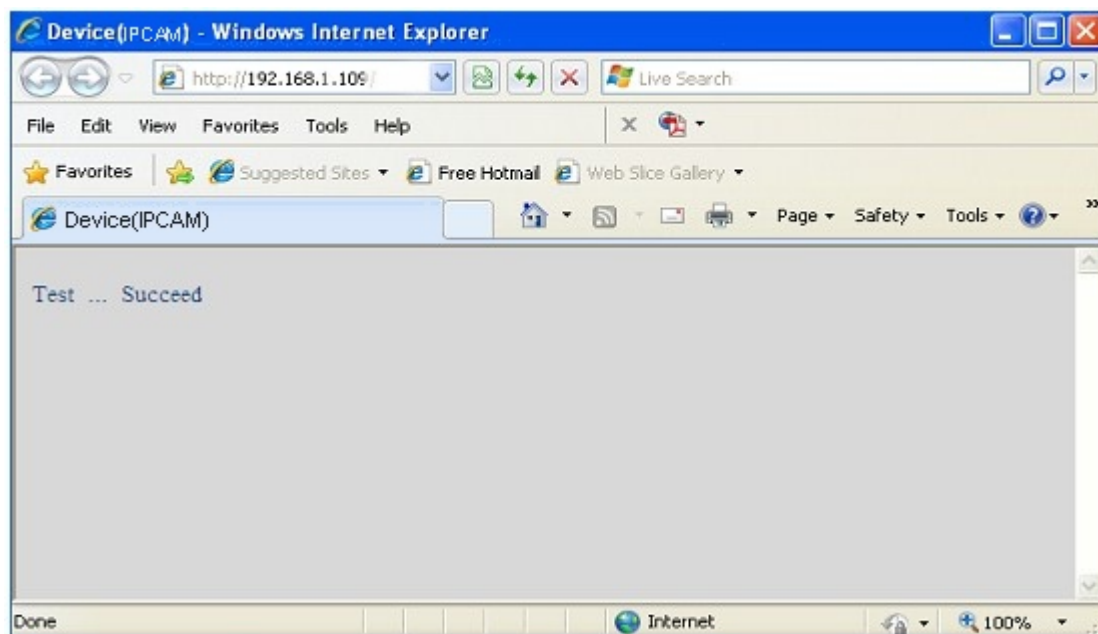 Device(IPCAM) - Windows Internet Explorer
http://192.168.1.109/ Live Search
File Edit View Favorites Tools Help
Favorites Suggested Sites Free Hotmail Web Slice Gallery
Device(IPCAM) Page Safety Tools »
Test ... Succeed
Done Internet 100%